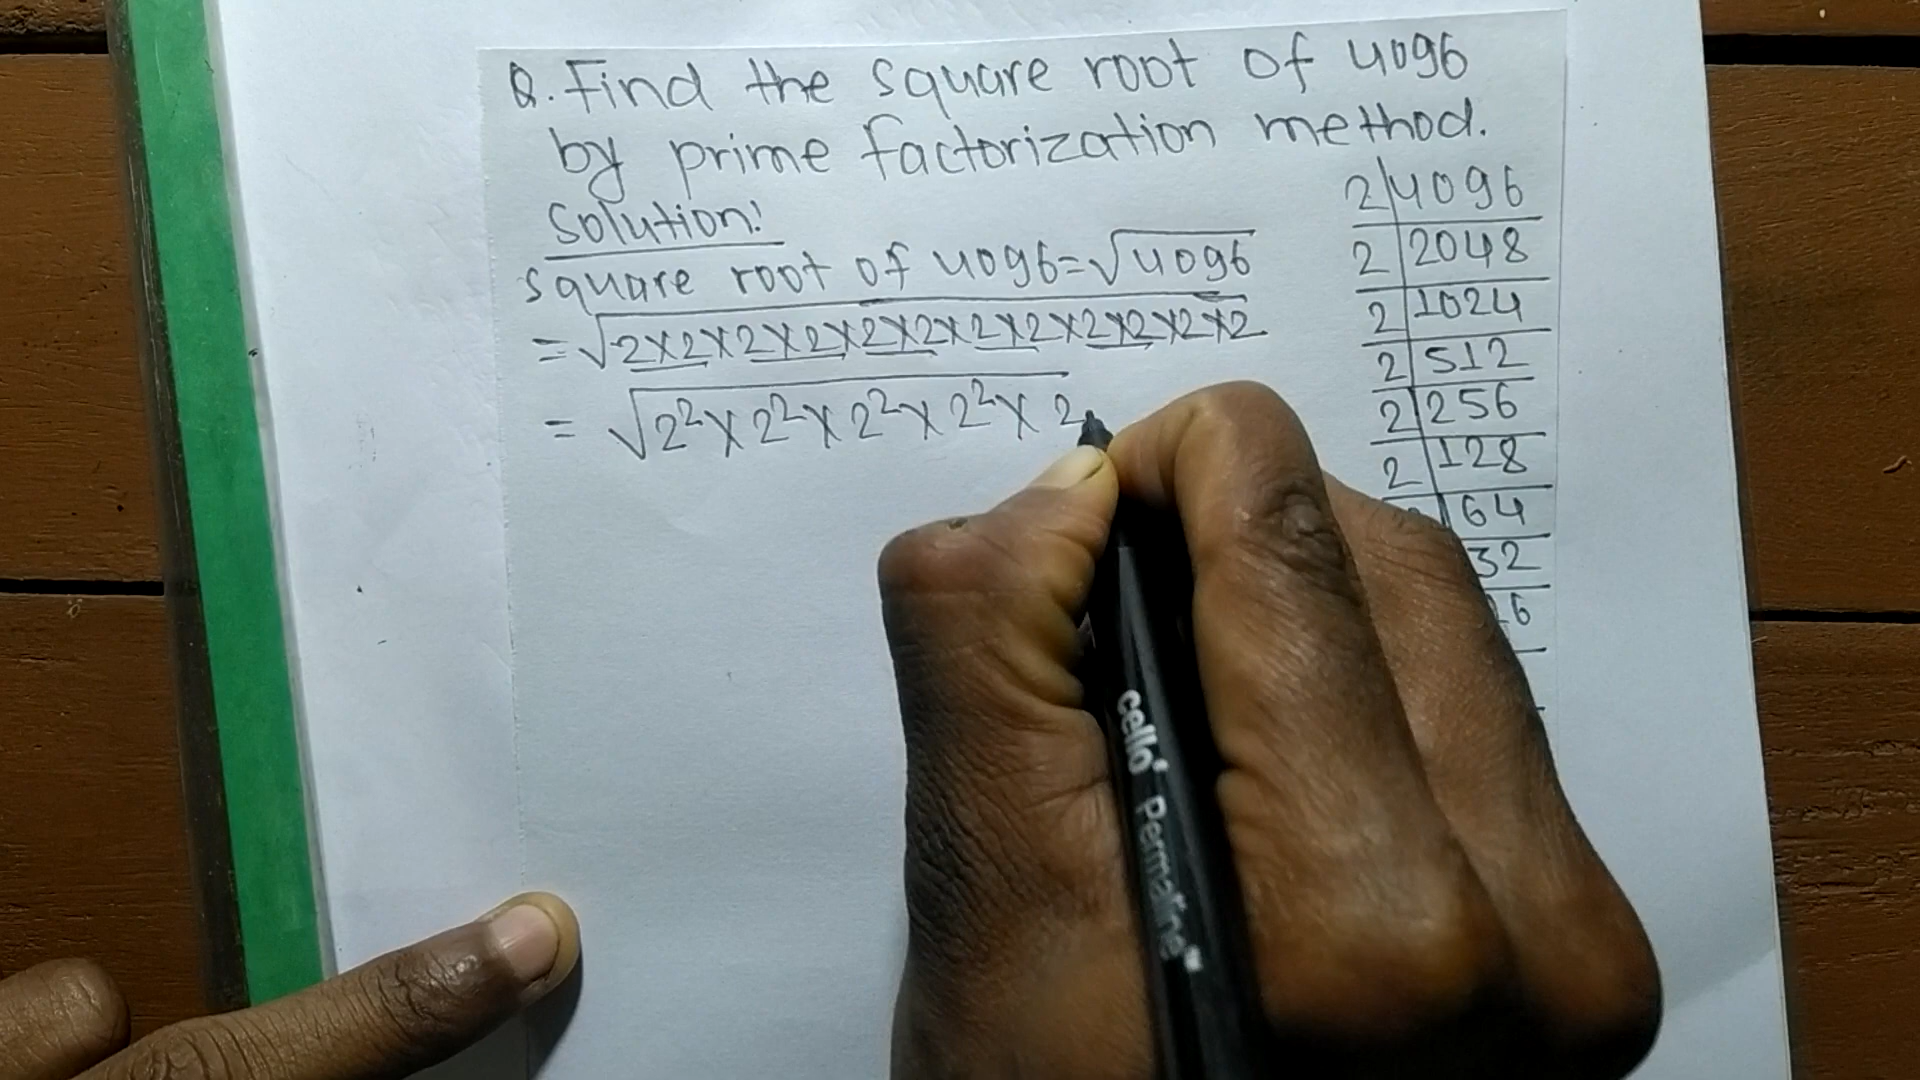 Q. Find the square root of 4096
by prime factorization method.
Solution:
square root of 4096=√4096
=√2×2×2×2×2×2×2×2×2×2×2×2
= √2²×2²×2²×2²×2
2 4096
2 2048
2 1024
2 512
2 256
2 128
64
32
16
cello Permafine™